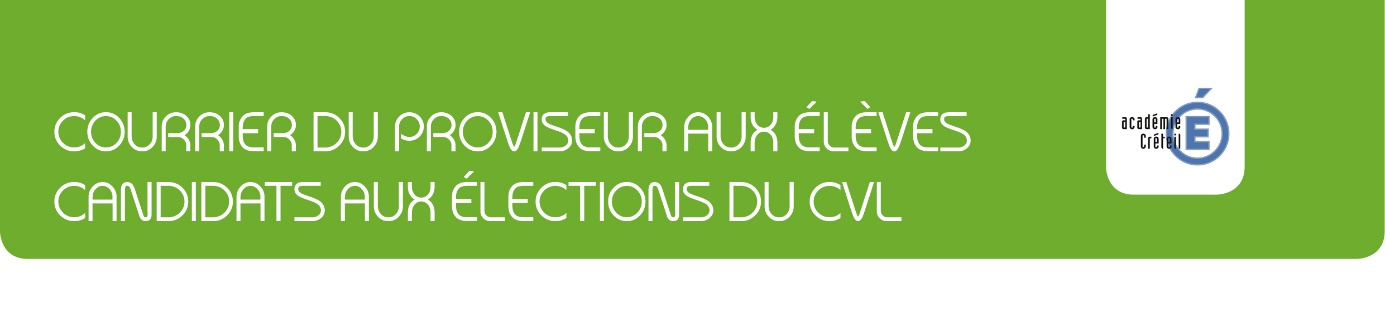 COURRIER DU PROVISEUR AUX ÉLÈVES
CANDIDATS AUX ÉLECTIONS DU CVL
académie
Créteil
É